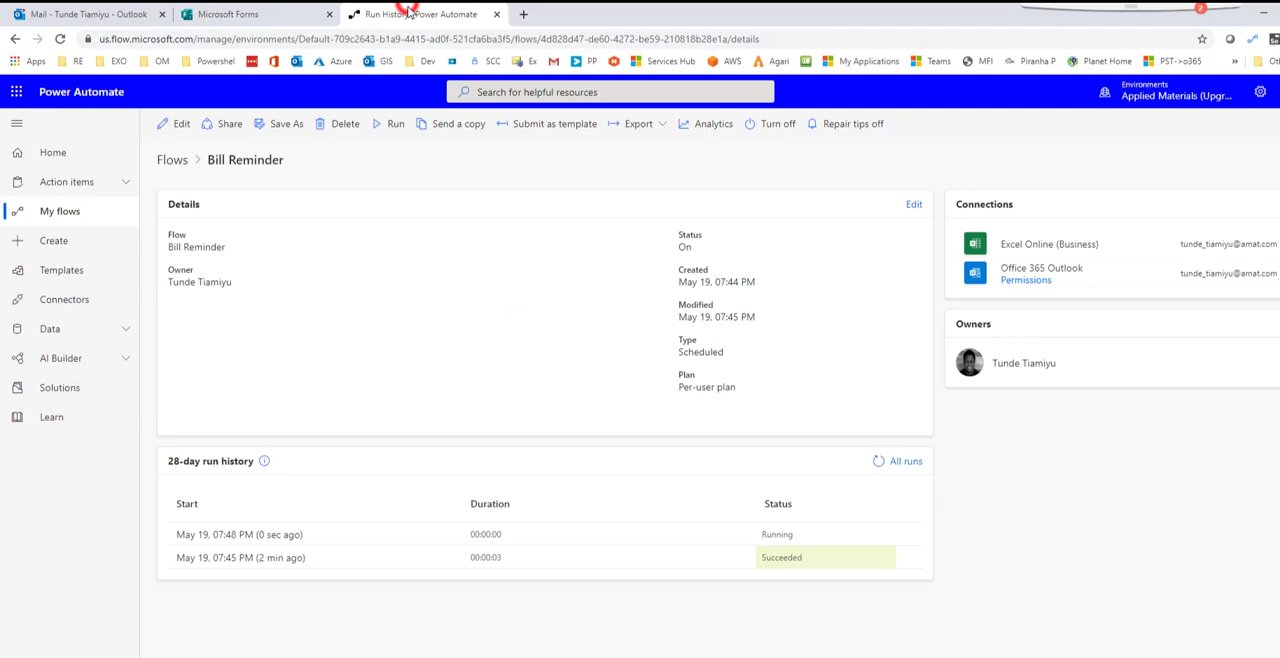 Mail - Tunde Tiamiyu - Outlook
Microsoft Forms
Run History Power Automate
2
us.flow.microsoft.com/manage/environments/Default-709c2643-b1a9-4415-ad0f-521cfa6ba3f5/flows/4d828d47-de60-4272-be59-210818b28e1a/details
Apps RE EXO OM Powershel Azure GIS Dev SCC Ex PP Services Hub AWS Agari My Applications Teams MFI Piranha P Planet Home PST->o365 »
Power Automate
Search for helpful resources
Environments
Applied Materials (Upgr...
Edit Share Save As Delete Run Send a copy Submit as template Export Analytics Turn off Repair tips off
Home
Action items
My flows
Create
Templates
Connectors
Data
AI Builder
Solutions
Learn
Flows > Bill Reminder
Details
Edit
Flow
Bill Reminder
Owner
Tunde Tiamiyu
Status
On
Created
May 19, 07:44 PM
Modified
May 19, 07:45 PM
Type
Scheduled
Plan
Per-user plan
Connections
Excel Online (Business) tunde_tiamiyu@amat.com
Office 365 Outlook tunde_tiamiyu@amat.com
Permissions
Owners
Tunde Tiamiyu
28-day run history
All runs
Start Duration Status
May 19, 07:48 PM (0 sec ago) 00:00:00 Running
May 19, 07:45 PM (2 min ago) 00:00:03 Succeeded